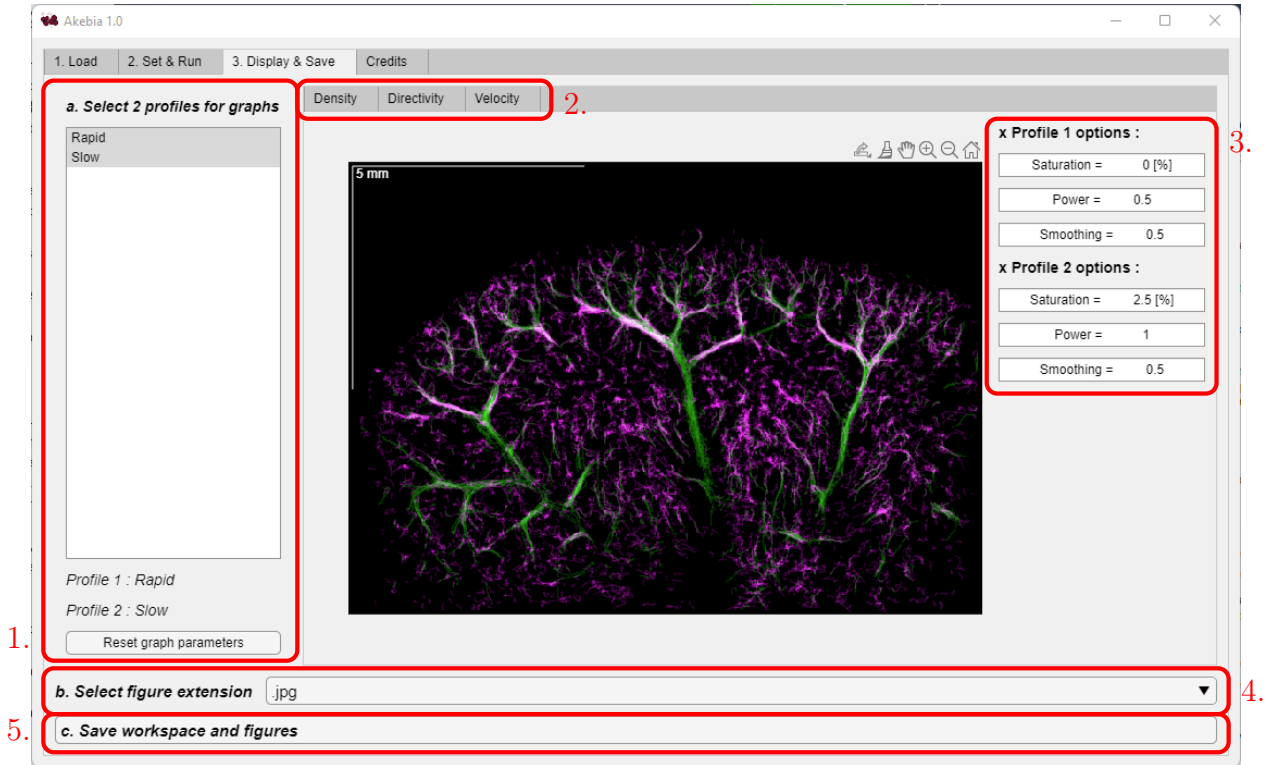 Akebia 1.0
1. Load 2. Set & Run 3. Display & Save Credits
a. Select 2 profiles for graphs
Rapid
Slow
Profile 1 : Rapid
Profile 2 : Slow
Reset graph parameters
1.
Density Directivity Velocity
2.
5 mm
x Profile 1 options :
Saturation = 0 [%]
Power = 0.5
Smoothing = 0.5
x Profile 2 options :
Saturation = 2.5 [%]
Power = 1
Smoothing = 0.5
3.
b. Select figure extension .jpg
4.
5.
c. Save workspace and figures